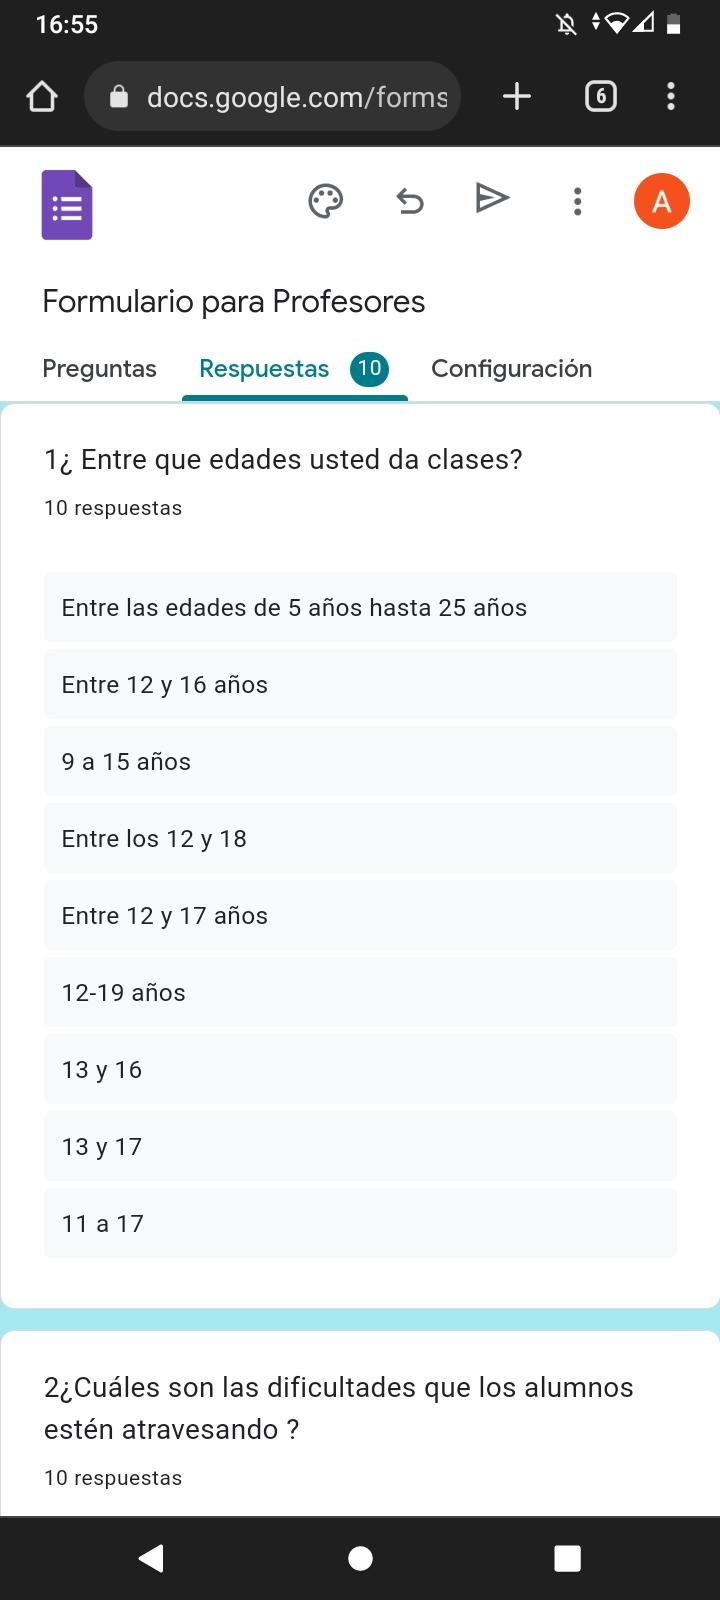 16:55
docs.google.com/forms
6
A
Formulario para Profesores
Preguntas Respuestas 10 Configuración
1¿ Entre que edades usted da clases?
10 respuestas
Entre las edades de 5 años hasta 25 años
Entre 12 y 16 años
9 a 15 años
Entre los 12 y 18
Entre 12 y 17 años
12-19 años
13 y 16
13 y 17
11 a 17
2¿Cuáles son las dificultades que los alumnos
estén atravesando ?
10 respuestas